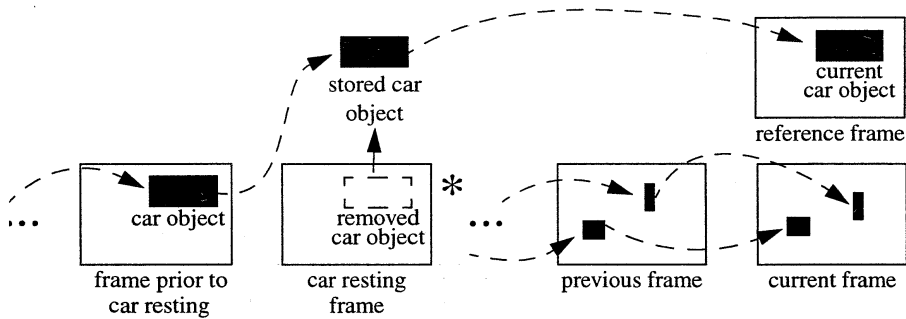 stored car
object
current
car object
reference frame
...
car object
frame prior to
car resting
removed
car object
*
car resting
frame
...
previous frame
current frame